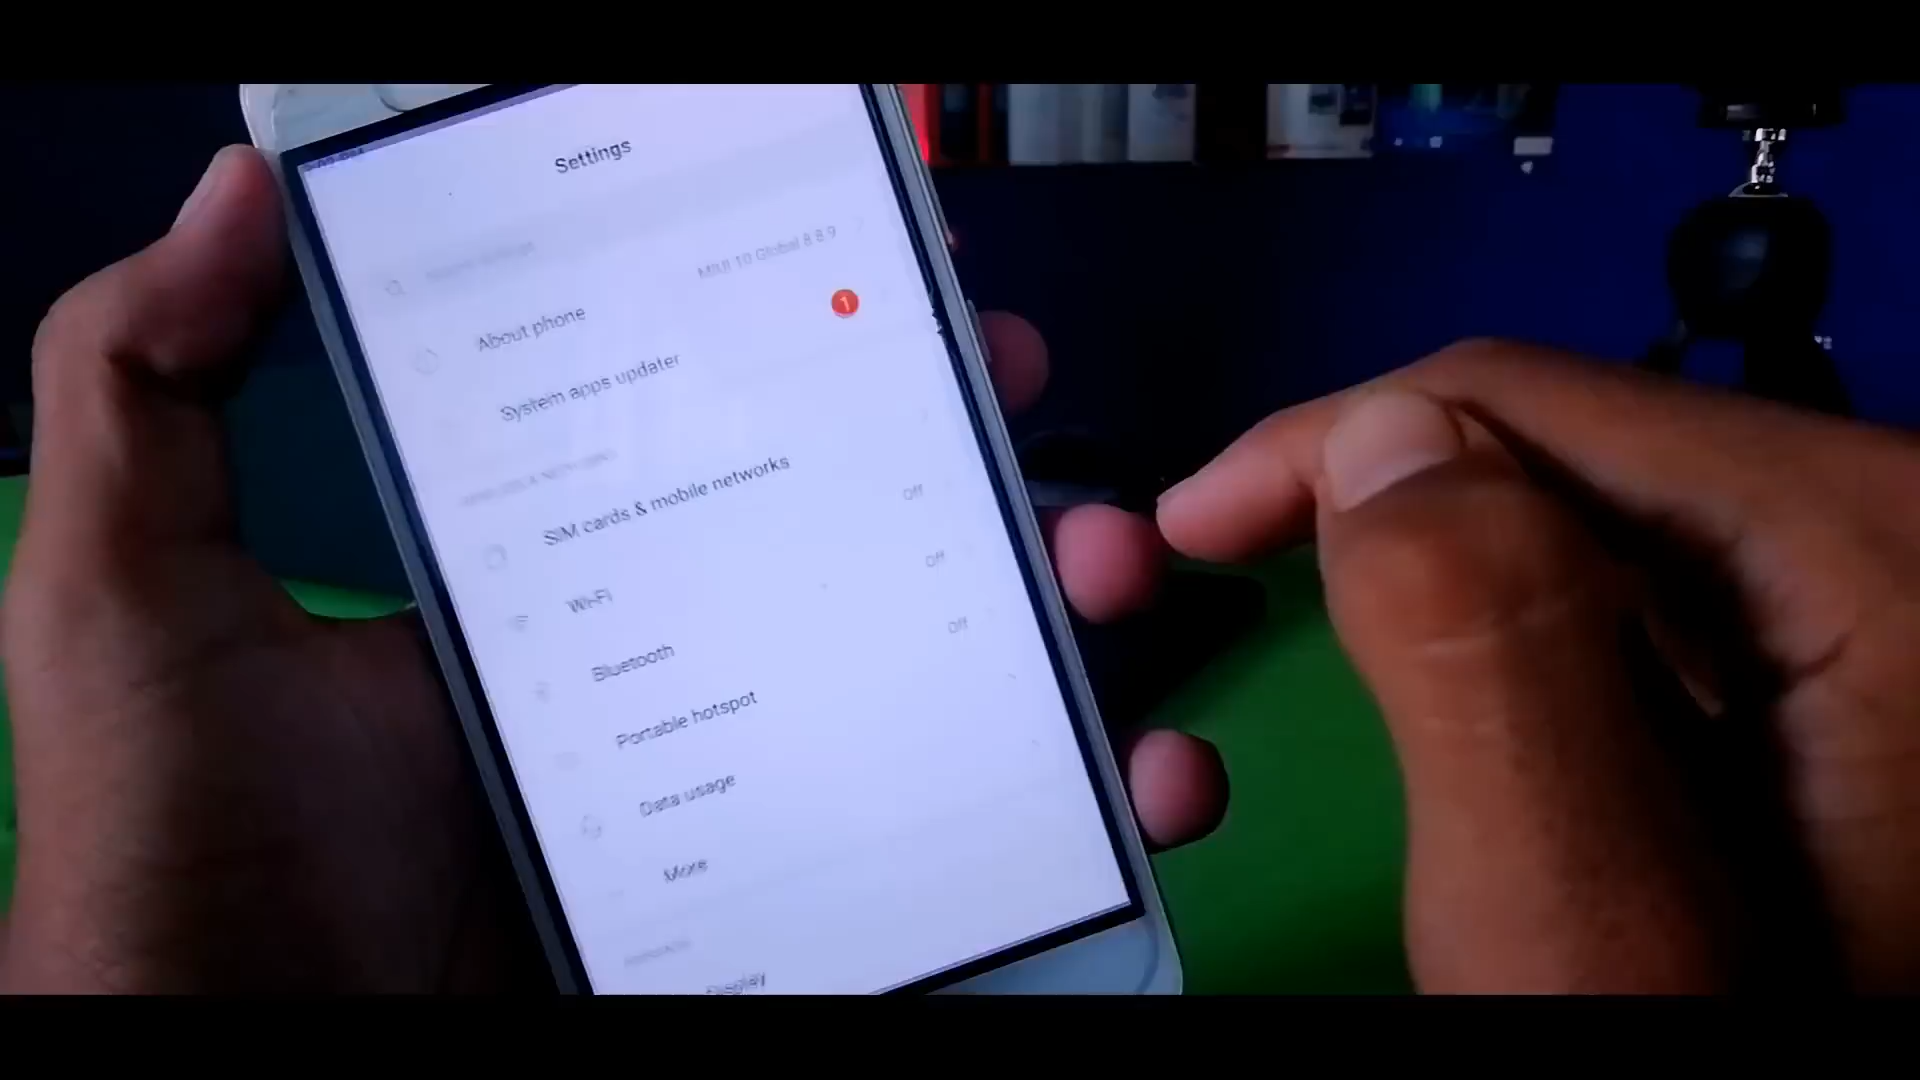 Settings
MIUI 10 Global 8.8.9
About phone
1
System apps updater
SIM cards & mobile networks
Off
Wi-Fi
Off
Bluetooth
Off
Portable hotspot
Data usage
More
Display